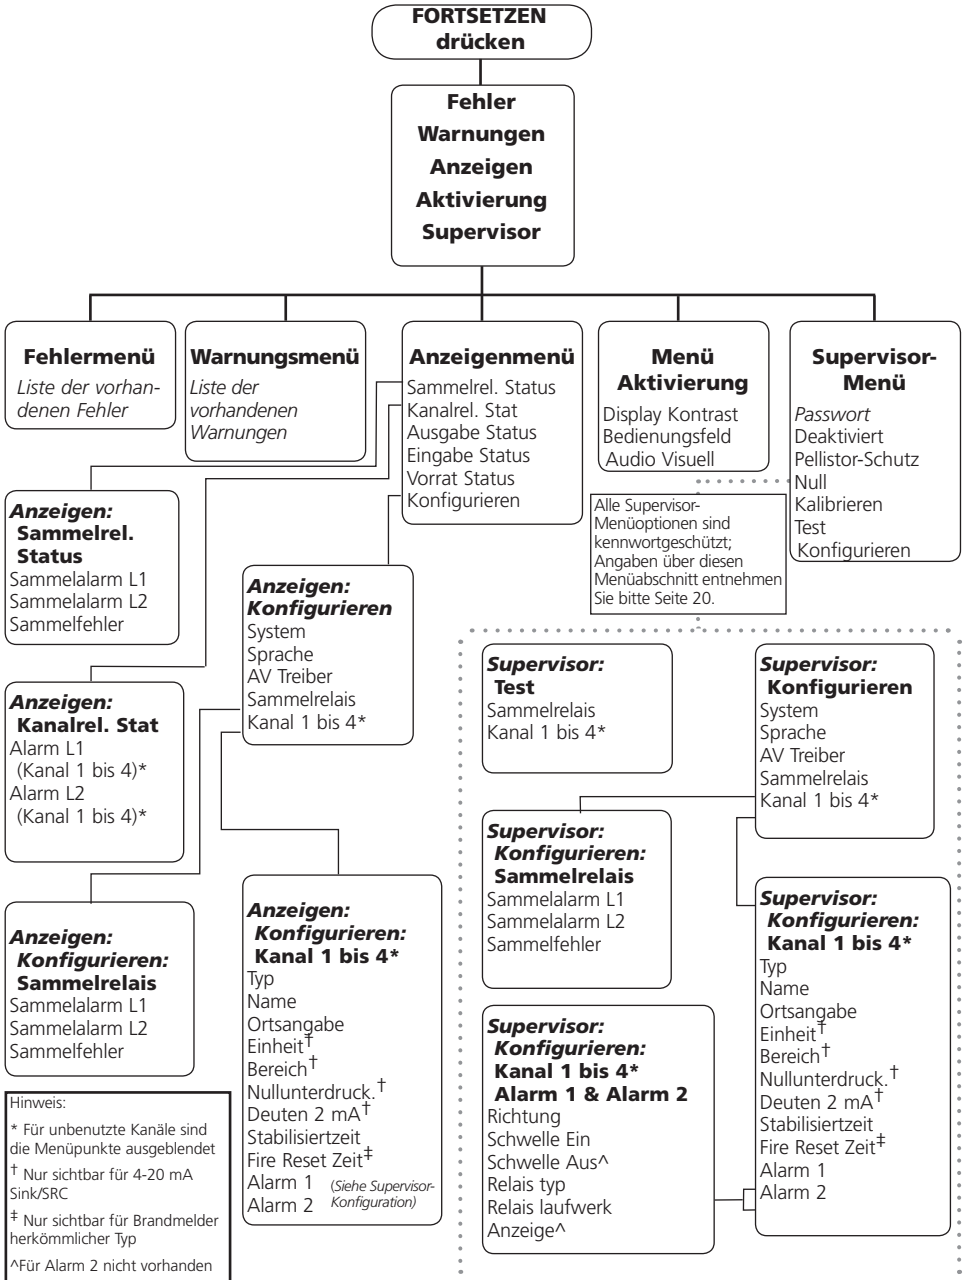 FORTSETZEN
drücken
Fehler
Warnungen
Anzeigen
Aktivierung
Supervisor
Fehlermenü
Liste der vorhan-
denen Fehler
Warnungsmenü
Liste der
vorhandenen
Warnungen
Anzeigenmenü
Sammelrel. Status
Kanalrel. Stat
Ausgabe Status
Eingabe Status
Vorrat Status
Konfigurieren
Menü
Aktivierung
Display Kontrast
Bedienungsfeld
Audio Visuell
Supervisor-
Menü
Passwort
Deaktiviert
Pellistor-Schutz
Null
Kalibrieren
Test
Konfigurieren
Alle Supervisor-
Menüoptionen sind
kennwortgeschützt;
Angaben über diesen
Menüabschnitt entnehmen
Sie bitte Seite 20.
Anzeigen:
Sammelrel.
Status
Sammelalarm L1
Sammelalarm L2
Sammelfehler
Anzeigen:
Konfigurieren
System
Sprache
AV Treiber
Sammelrelais
Kanal 1 bis 4*
Anzeigen:
Kanalrel. Stat
Alarm L1
(Kanal 1 bis 4)*
Alarm L2
(Kanal 1 bis 4)*
Anzeigen:
Konfigurieren:
Sammelrelais
Sammelalarm L1
Sammelalarm L2
Sammelfehler
Anzeigen:
Konfigurieren:
Kanal 1 bis 4*
Typ
Name
Ortsangabe
Einheit†
Bereich†
Nullunterdruck.†
Deuten 2 mA†
Stabilisiertzeit
Fire Reset Zeit‡
Alarm 1 (Siehe Supervisor-
Alarm 2 Konfiguration)
Supervisor:
Test
Sammelrelais
Kanal 1 bis 4*
Supervisor:
Konfigurieren
System
Sprache
AV Treiber
Sammelrelais
Kanal 1 bis 4*
Supervisor:
Konfigurieren:
Sammelrelais
Sammelalarm L1
Sammelalarm L2
Sammelfehler
Supervisor:
Konfigurieren:
Kanal 1 bis 4*
Typ
Name
Ortsangabe
Einheit†
Bereich†
Nullunterdruck.†
Deuten 2 mA†
Stabilisiertzeit
Fire Reset Zeit‡
Alarm 1
Alarm 2
Supervisor:
Konfigurieren:
Kanal 1 bis 4*
Alarm 1 & Alarm 2
Richtung
Schwelle Ein
Schwelle Aus^
Relais typ
Relais laufwerk
Anzeige^
Hinweis:
* Für unbenutzte Kanäle sind
die Menüpunkte ausgeblendet
† Nur sichtbar für 4-20 mA
Sink/SRC
‡ Nur sichtbar für Brandmelder
herkömmlicher Typ
^Für Alarm 2 nicht vorhanden